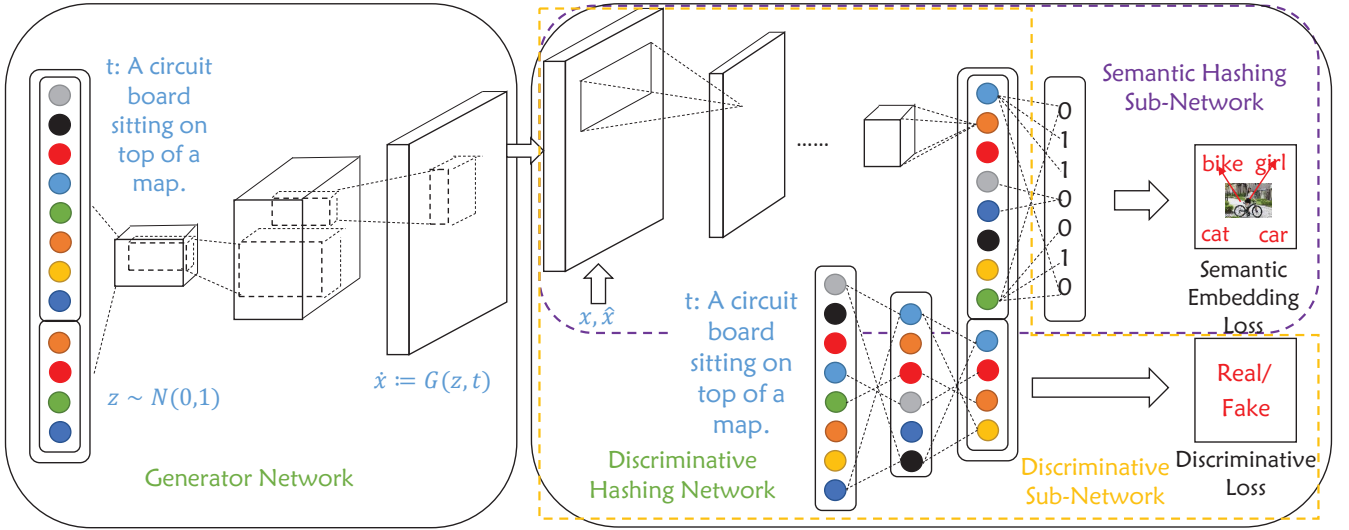 t: A circuit
board
sitting on
top of a
map.
z ~ N(0,1)
ẋ := G(z, t)
Generator Network
x, x̂
......
t: A circuit
board
sitting on
top of a
map.
Discriminative
Hashing Network
0
1
1
0
0
1
0
Semantic Hashing
Sub-Network
bike girl
cat car
Semantic
Embedding
Loss
Real/
Fake
Discriminative
Sub-Network
Discriminative
Loss